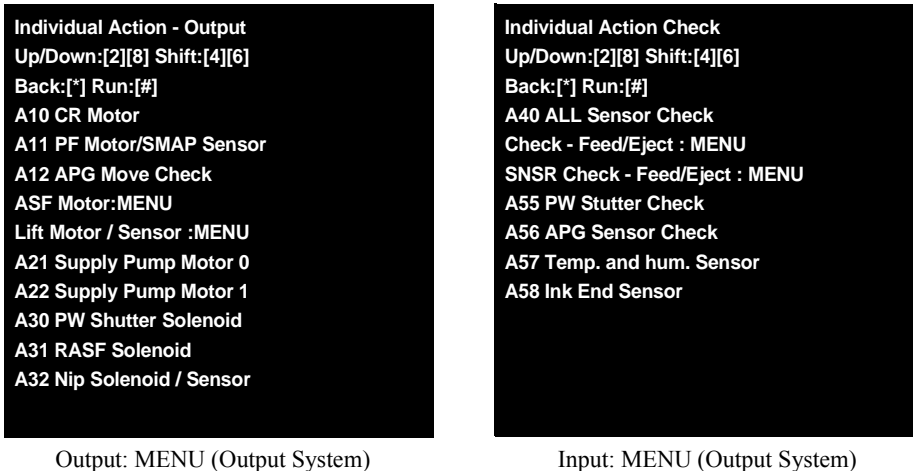 Individual Action - Output
Up/Down:[2][8] Shift:[4][6]
Back:[*] Run:[#]
A10 CR Motor
A11 PF Motor/SMAP Sensor
A12 APG Move Check
ASF Motor:MENU
Lift Motor / Sensor :MENU
A21 Supply Pump Motor 0
A22 Supply Pump Motor 1
A30 PW Shutter Solenoid
A31 RASF Solenoid
A32 Nip Solenoid / Sensor
Output: MENU (Output System)
Individual Action Check
Up/Down:[2][8] Shift:[4][6]
Back:[*] Run:[#]
A40 ALL Sensor Check
Check - Feed/Eject : MENU
SNSR Check - Feed/Eject : MENU
A55 PW Stutter Check
A56 APG Sensor Check
A57 Temp. and hum. Sensor
A58 Ink End Sensor
Input: MENU (Output System)